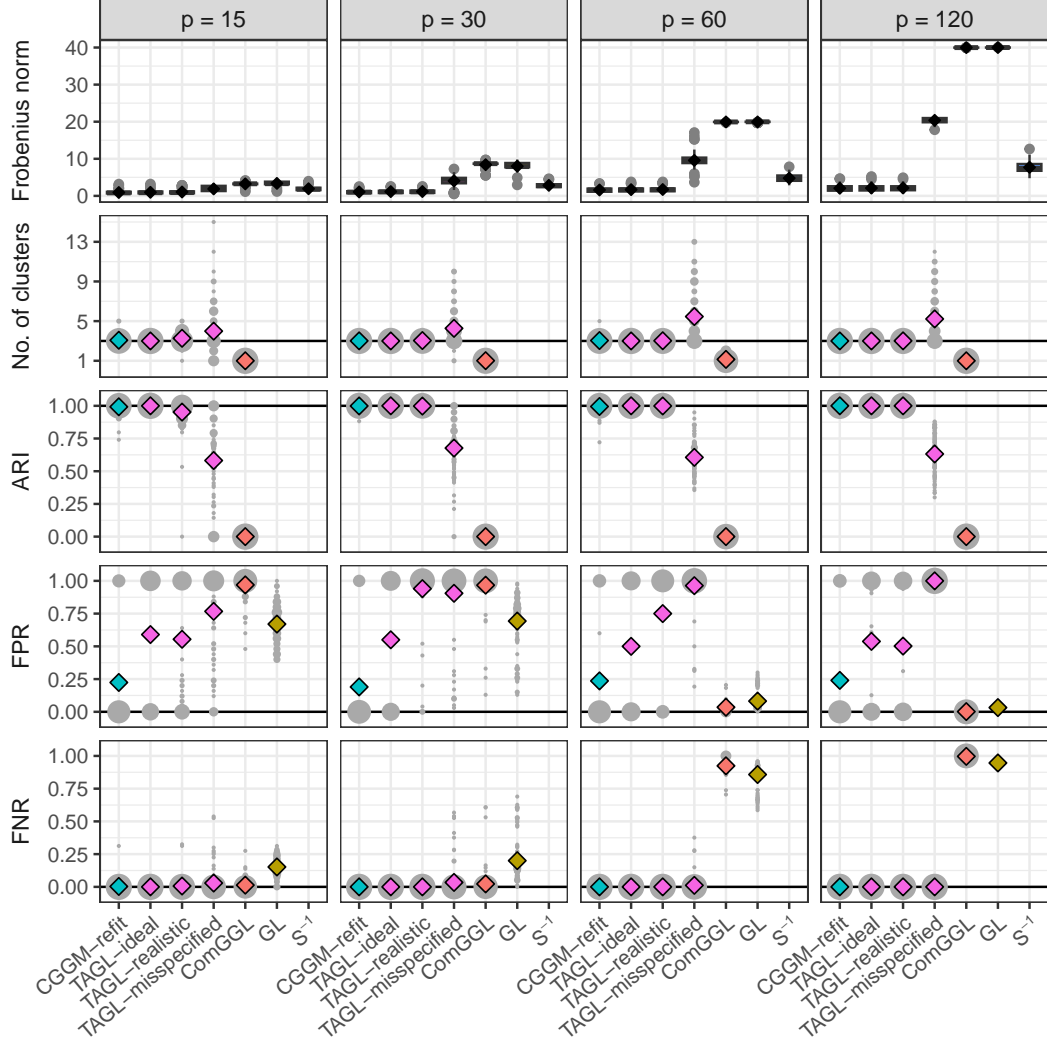 p = 15
p = 30
p = 60
p = 120
Frobenius norm
40
30
20
10
0
No. of clusters
13
9
5
1
ARI
1.00
0.75
0.50
0.25
0.00
FPR
1.00
0.75
0.50
0.25
0.00
FNR
1.00
0.75
0.50
0.25
0.00
CGGM−refit
TAGL−ideal
TAGL−realistic
TAGL−misspecified
ComGGL
GL
S⁻¹
CGGM−refit
TAGL−ideal
TAGL−realistic
TAGL−misspecified
ComGGL
GL
S⁻¹
CGGM−refit
TAGL−ideal
TAGL−realistic
TAGL−misspecified
ComGGL
GL
S⁻¹
CGGM−refit
TAGL−ideal
TAGL−realistic
TAGL−misspecified
ComGGL
GL
S⁻¹